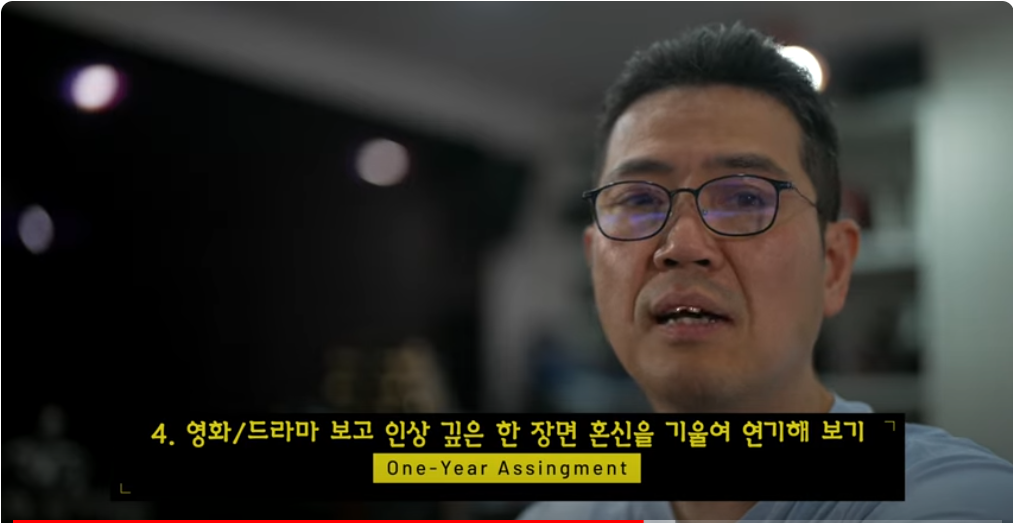 4. 영화/드라마 보고 인상 깊은 한 장면 혼신을 기울여 연기해 보기
One-Year Assingment